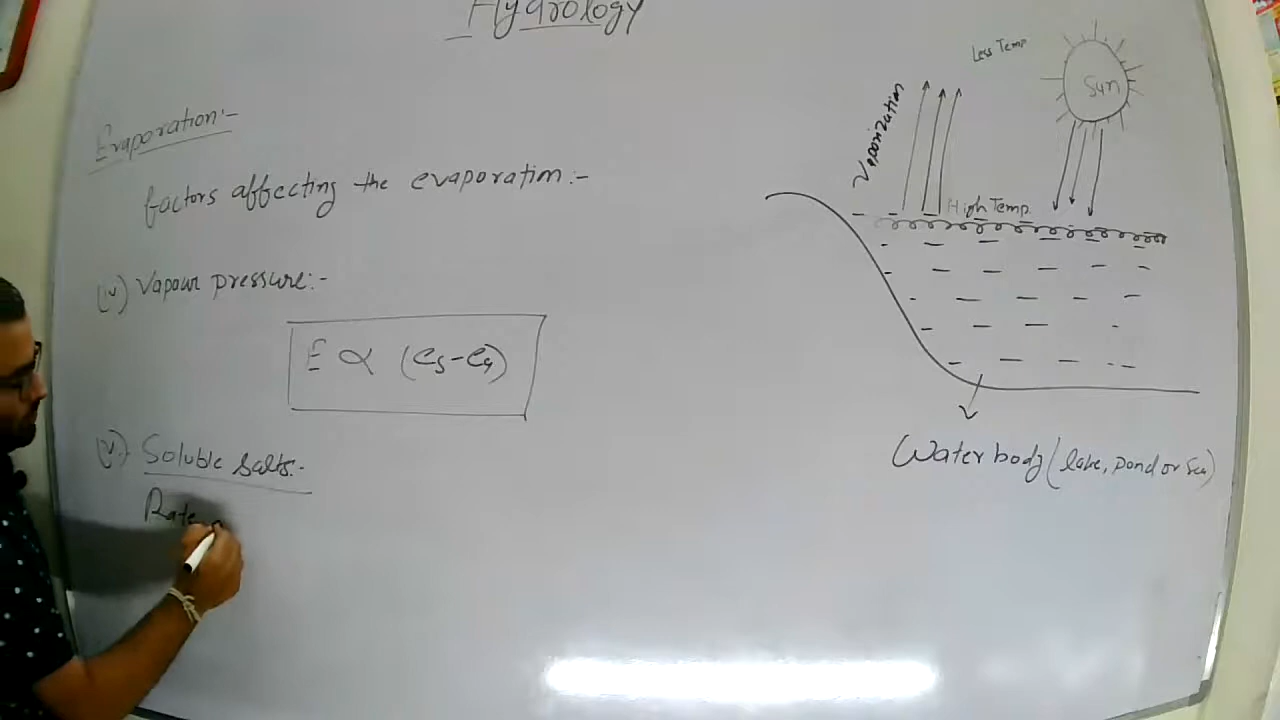 Hydrology
Evaporation:-
factors affecting the evaporation:-
(iv) Vapour pressure:-
E ∝ (es-ea)
(v.) Soluble salts:-
Rate
Less Temp
Sun
Vaporization
High Temp.
Water body (lake, pond or sea)